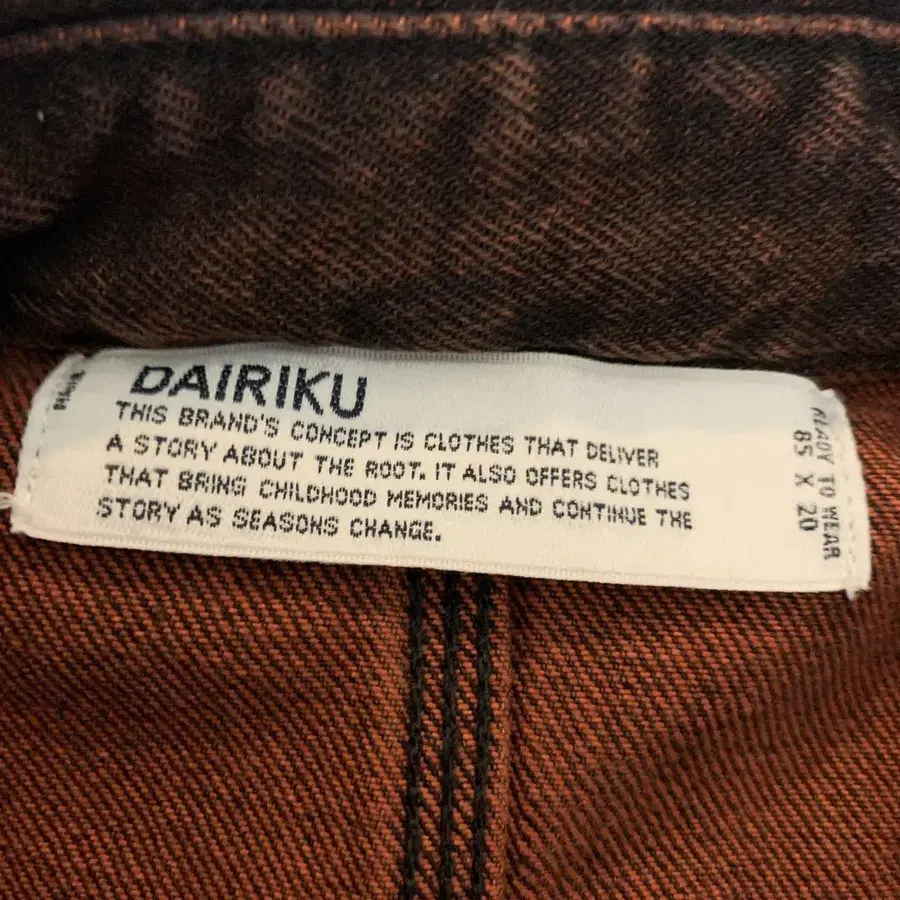 DAIRIKU
THIS BRAND'S CONCEPT IS CLOTHES THAT DELIVER
A STORY ABOUT THE ROOT. IT ALSO OFFERS CLOTHES
THAT BRING CHILDHOOD MEMORIES AND CONTINUE THE
STORY AS SEASONS CHANGE.
READY TO WEAR
85 X 20